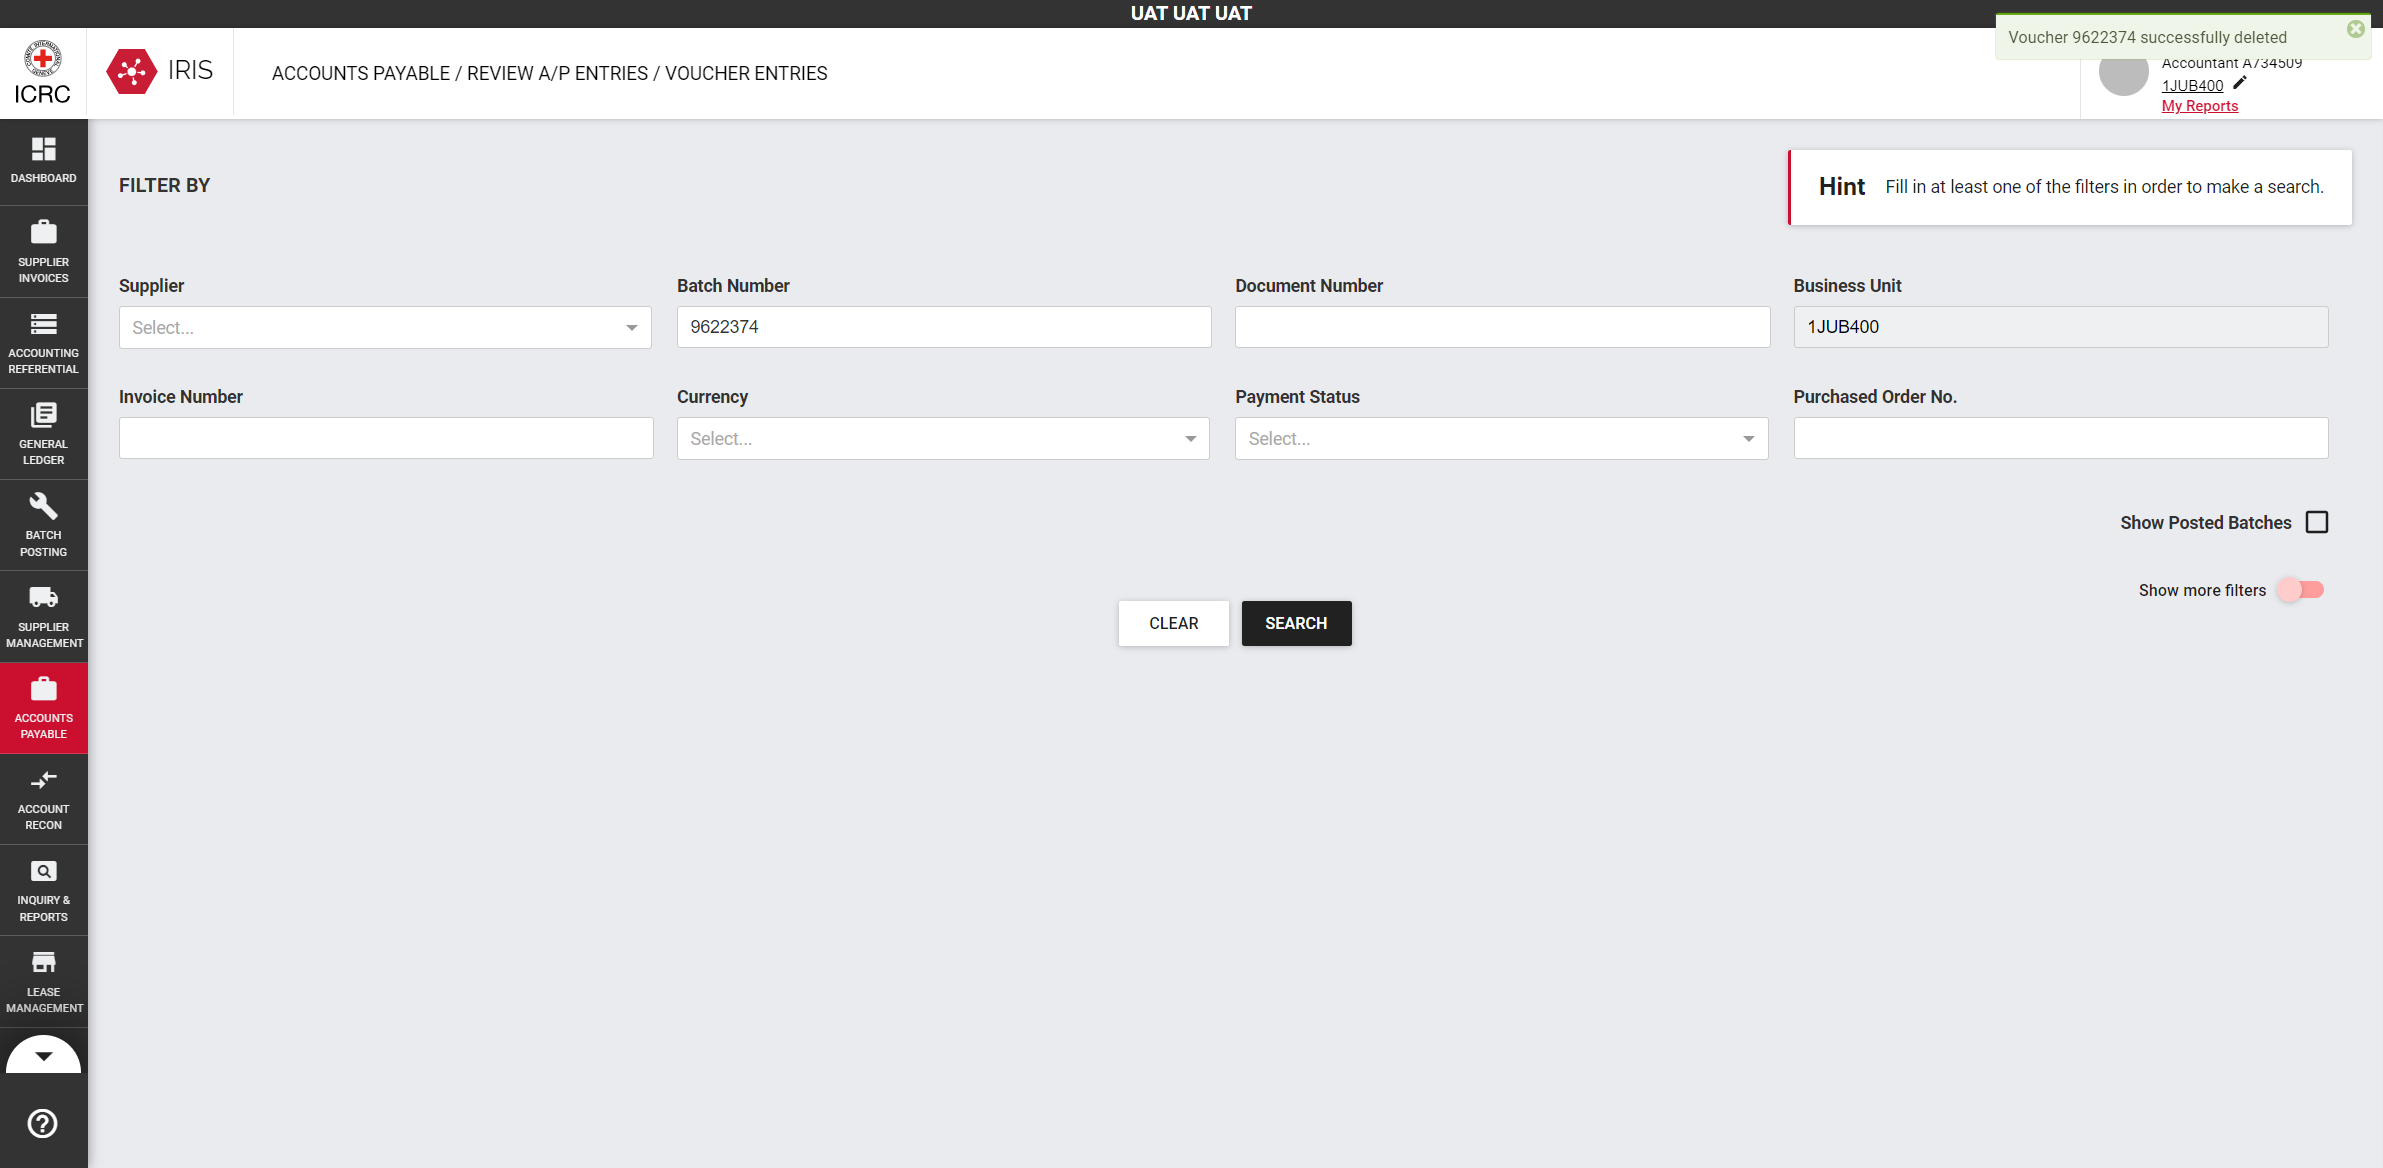 UAT UAT UAT
Voucher 9622374 successfully deleted
ICRC
IRIS
ACCOUNTS PAYABLE / REVIEW A/P ENTRIES / VOUCHER ENTRIES
Accountant A734509
1JUB400
My Reports
DASHBOARD
SUPPLIER
INVOICES
ACCOUNTING
REFERENTIAL
GENERAL
LEDGER
BATCH
POSTING
SUPPLIER
MANAGEMENT
ACCOUNTS
PAYABLE
ACCOUNT
RECON
INQUIRY &
REPORTS
LEASE
MANAGEMENT
FILTER BY
Hint Fill in at least one of the filters in order to make a search.
Supplier
Select...
Batch Number
9622374
Document Number
Business Unit
1JUB400
Invoice Number
Currency
Select...
Payment Status
Select...
Purchased Order No.
Show Posted Batches
Show more filters
CLEAR
SEARCH